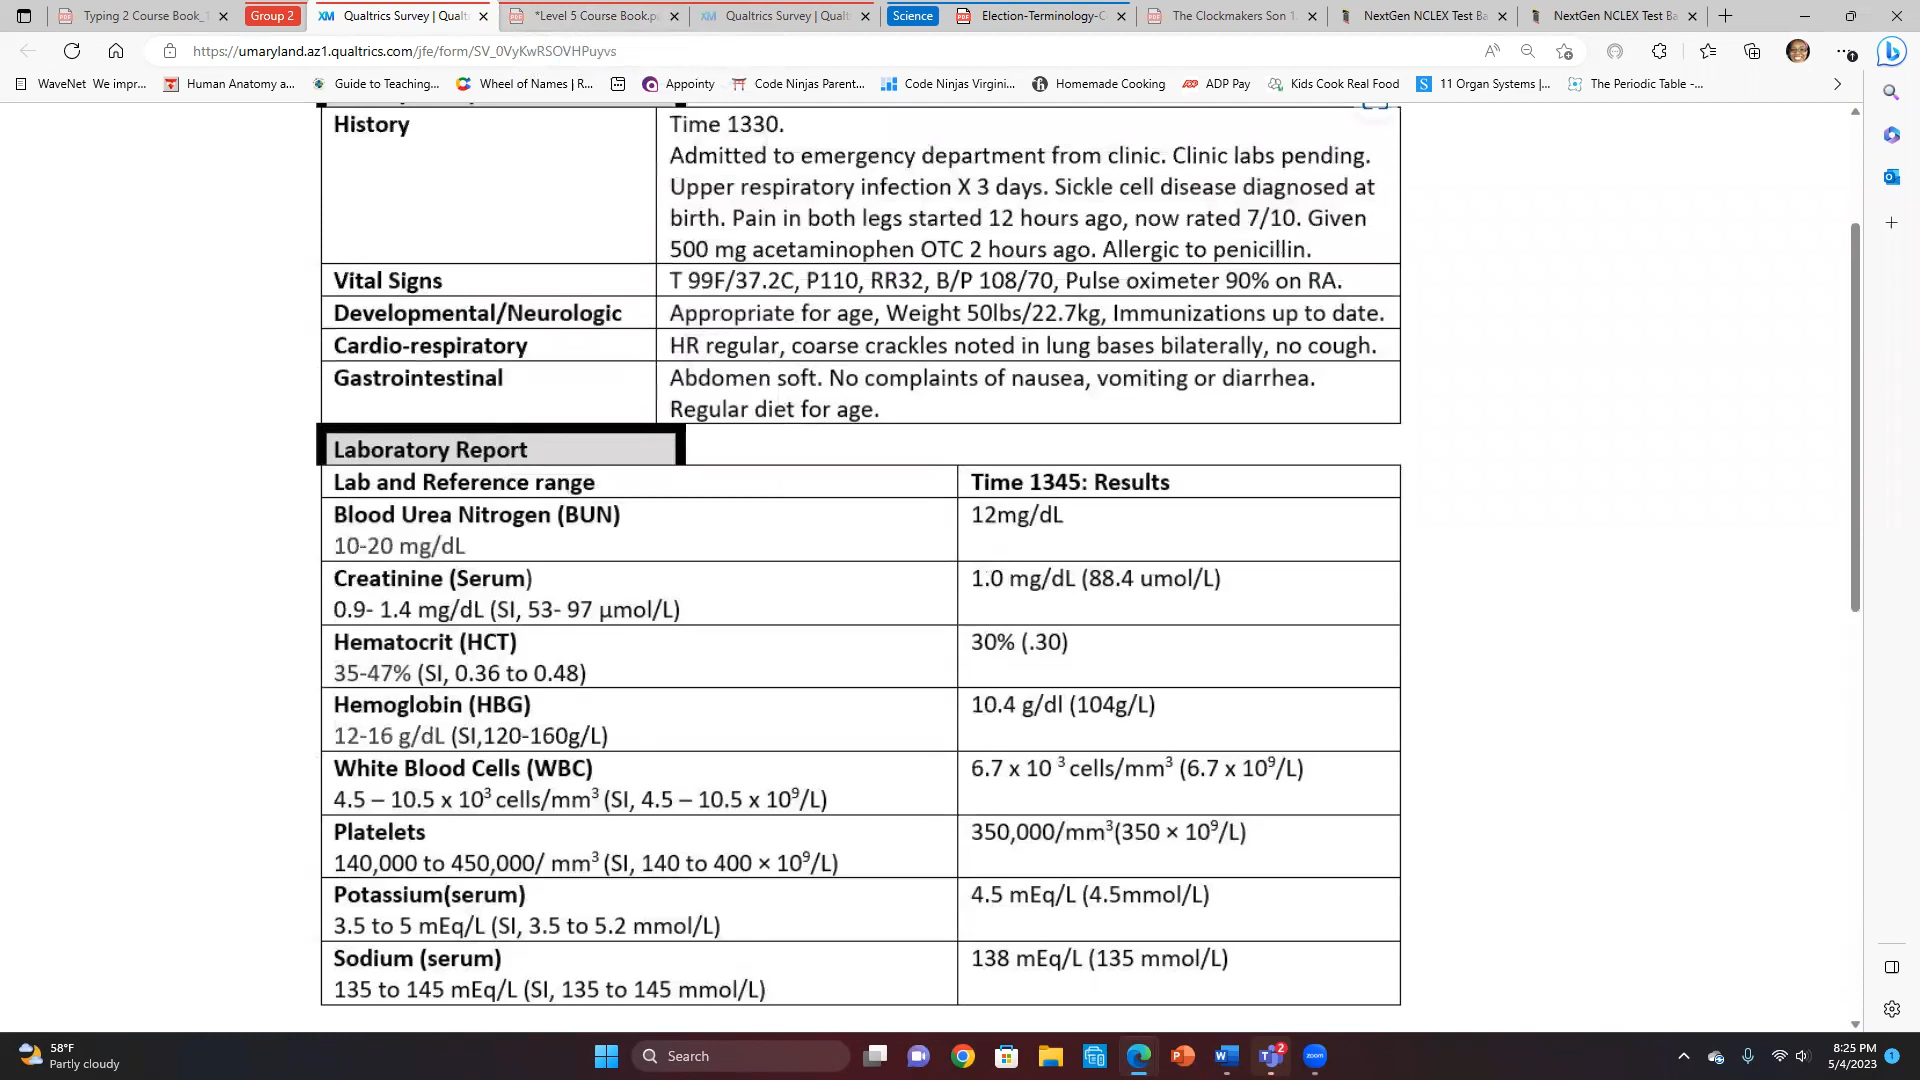 Typing 2 Course Book_1
Group 2
Qualtrics Survey | Qualt
*Level 5 Course Book.p
Qualtrics Survey | Qualt
Science
Election-Terminology-C
The Clockmakers Son 1
NextGen NCLEX Test Ba
NextGen NCLEX Test Ba
https://umaryland.az1.qualtrics.com/jfe/form/SV_0VyKwRSOVHPuyvs
WaveNet We impr...
Human Anatomy a...
Guide to Teaching...
Wheel of Names | R...
Appointy
Code Ninjas Parent...
Code Ninjas Virgini...
Homemade Cooking
ADP Pay
Kids Cook Real Food
11 Organ Systems |...
The Periodic Table -...
History
Time 1330.
Admitted to emergency department from clinic. Clinic labs pending.
Upper respiratory infection X 3 days. Sickle cell disease diagnosed at
birth. Pain in both legs started 12 hours ago, now rated 7/10. Given
500 mg acetaminophen OTC 2 hours ago. Allergic to penicillin.
Vital Signs
T 99F/37.2C, P110, RR32, B/P 108/70, Pulse oximeter 90% on RA.
Developmental/Neurologic
Appropriate for age, Weight 50lbs/22.7kg, Immunizations up to date.
Cardio-respiratory
HR regular, coarse crackles noted in lung bases bilaterally, no cough.
Gastrointestinal
Abdomen soft. No complaints of nausea, vomiting or diarrhea.
Regular diet for age.
Laboratory Report
Lab and Reference range
Time 1345: Results
Blood Urea Nitrogen (BUN)
10-20 mg/dL
12mg/dL
Creatinine (Serum)
0.9- 1.4 mg/dL (SI, 53- 97 µmol/L)
1.0 mg/dL (88.4 umol/L)
Hematocrit (HCT)
35-47% (SI, 0.36 to 0.48)
30% (.30)
Hemoglobin (HBG)
12-16 g/dL (SI,120-160g/L)
10.4 g/dl (104g/L)
White Blood Cells (WBC)
4.5 – 10.5 x 10³ cells/mm³ (SI, 4.5 – 10.5 x 10⁹/L)
6.7 x 10 ³ cells/mm³ (6.7 x 10⁹/L)
Platelets
140,000 to 450,000/ mm³ (SI, 140 to 400 × 10⁹/L)
350,000/mm³(350 × 10⁹/L)
Potassium(serum)
3.5 to 5 mEq/L (SI, 3.5 to 5.2 mmol/L)
4.5 mEq/L (4.5mmol/L)
Sodium (serum)
135 to 145 mEq/L (SI, 135 to 145 mmol/L)
138 mEq/L (135 mmol/L)
58°F
Partly cloudy
Search
2
zoom
8:25 PM
5/4/2023
1